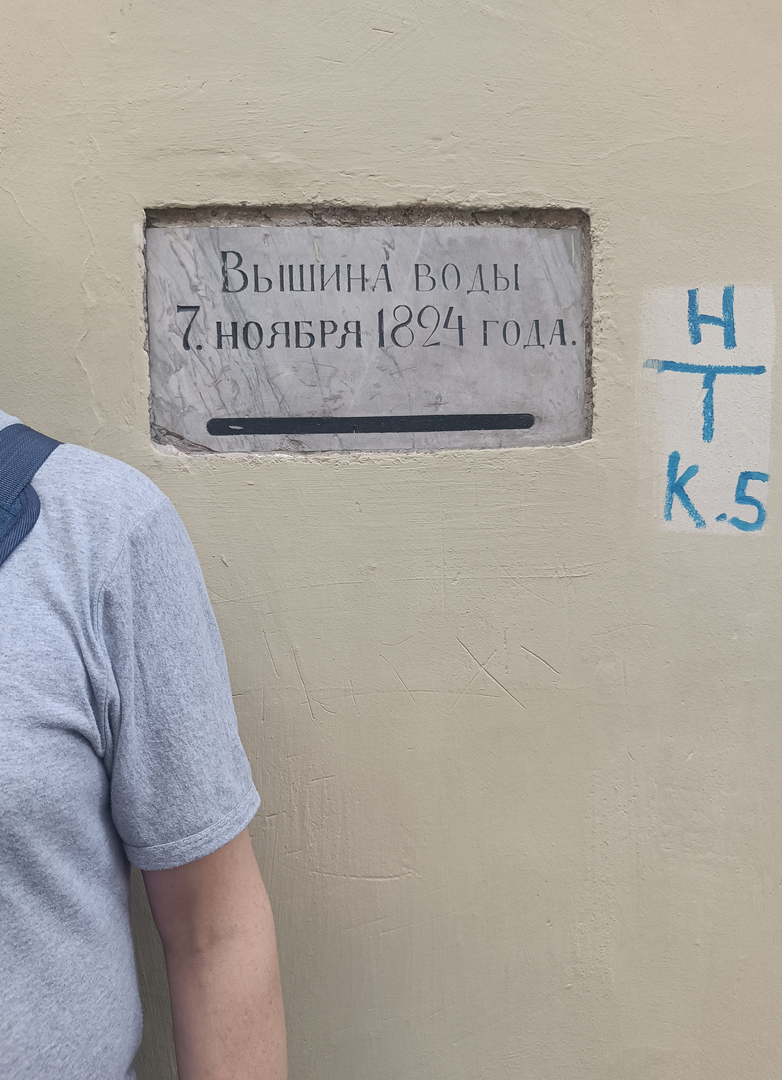 Вышина воды
7. ноября 1824 года.
Н
Т
К.5